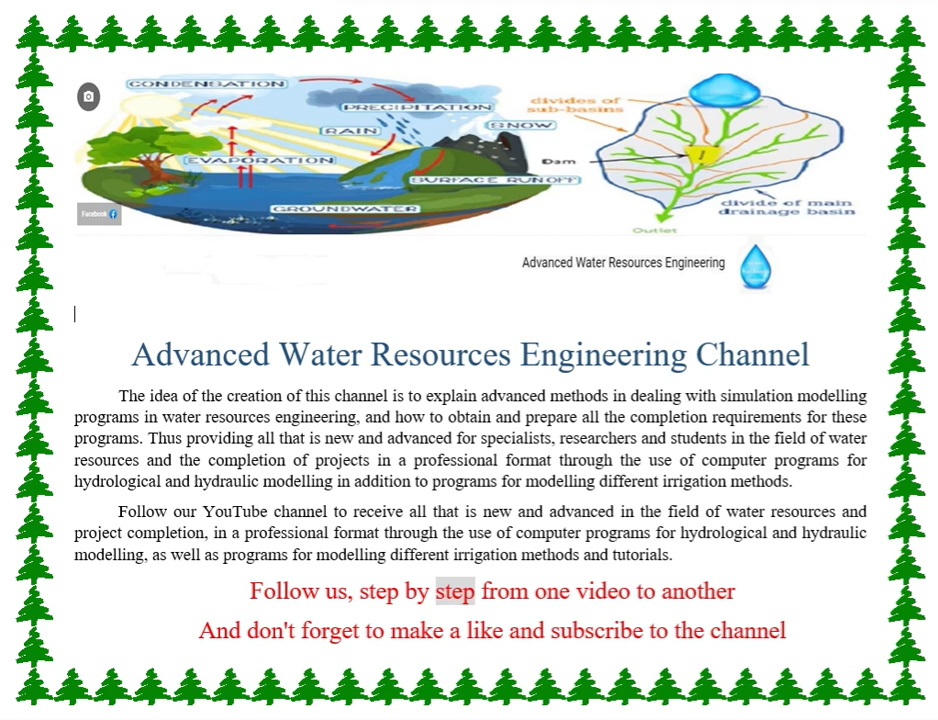 CONDENSATION
PRECIPITATION
divides of
sub-basins
RAIN
SNOW
EVAPORATION
Dam
I
SURFACE RUNOFF
divide of main
drainage basin
GROUNDWATER
Facebook
Outlet
Advanced Water Resources Engineering
Advanced Water Resources Engineering Channel
The idea of the creation of this channel is to explain advanced methods in dealing with simulation modelling
programs in water resources engineering, and how to obtain and prepare all the completion requirements for these
programs. Thus providing all that is new and advanced for specialists, researchers and students in the field of water
resources and the completion of projects in a professional format through the use of computer programs for
hydrological and hydraulic modelling in addition to programs for modelling different irrigation methods.
Follow our YouTube channel to receive all that is new and advanced in the field of water resources and
project completion, in a professional format through the use of computer programs for hydrological and hydraulic
modelling, as well as programs for modelling different irrigation methods and tutorials.
Follow us, step by step from one video to another
And don't forget to make a like and subscribe to the channel